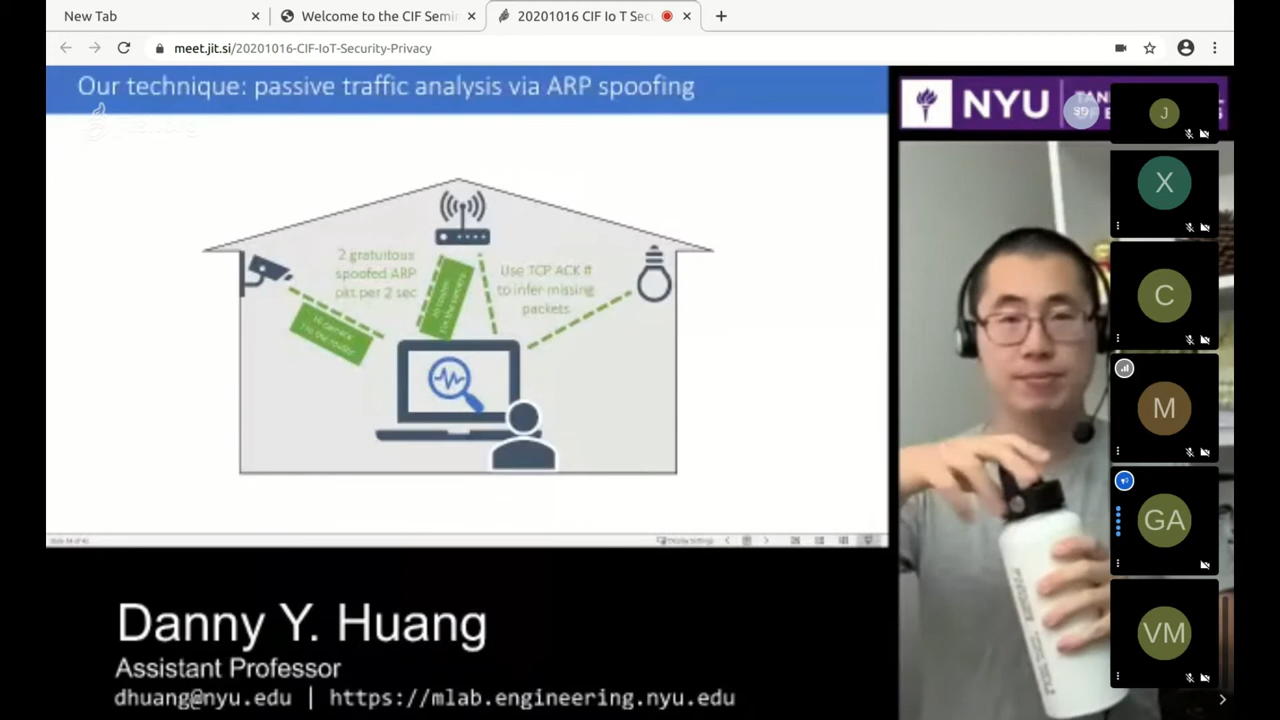 New Tab
Welcome to the CIF Semi
20201016 CIF Io T Sec
meet.jit.si/20201016-CIF-IoT-Security-Privacy
Our technique: passive traffic analysis via ARP spoofing
NYU
SD
J
X
C
M
GA
VM
2 gratuitous
spoofed ARP
pkt per 2 sec
Use TCP ACK #
to infer missing
packets
Display Settings
Danny Y. Huang
Assistant Professor
dhuang@nyu.edu | https://mlab.engineering.nyu.edu